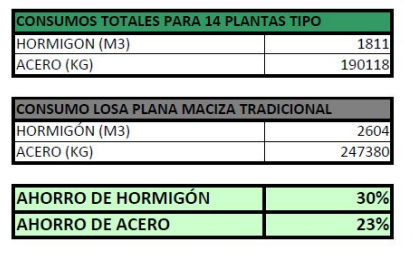 CONSUMOS TOTALES PARA 14 PLANTAS TIPO
HORMIGON (M3) 1811
ACERO (KG) 190118
CONSUMO LOSA PLANA MACIZA TRADICIONAL
HORMIGÓN (M3) 2604
ACERO (KG) 247380
AHORRO DE HORMIGÓN 30%
AHORRO DE ACERO 23%